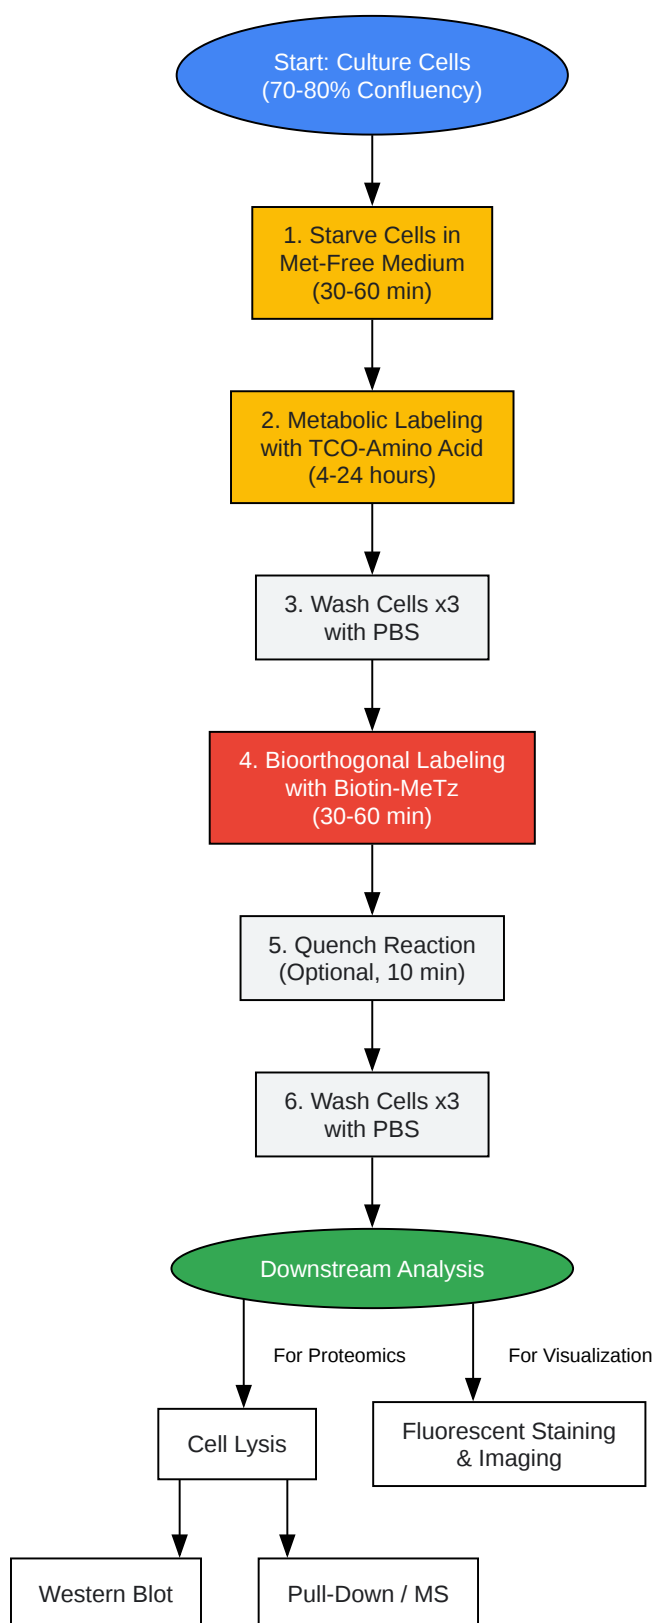 Start: Culture Cells
(70-80% Confluency)
1. Starve Cells in
Met-Free Medium
(30-60 min)
2. Metabolic Labeling
with TCO-Amino Acid
(4-24 hours)
3. Wash Cells x3
with PBS
4. Bioorthogonal Labeling
with Biotin-MeTz
(30-60 min)
5. Quench Reaction
(Optional, 10 min)
6. Wash Cells x3
with PBS
Downstream Analysis
For Proteomics
For Visualization
Cell Lysis
Fluorescent Staining
& Imaging
Western Blot
Pull-Down / MS